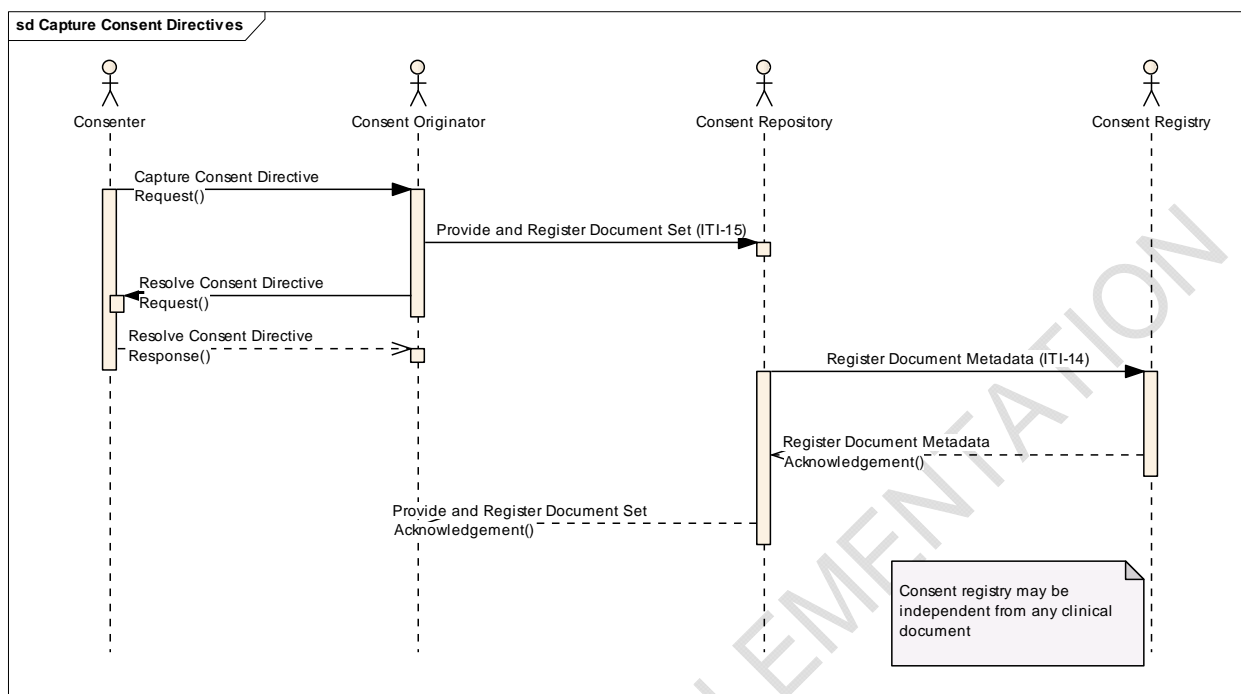 sd Capture Consent Directives
Consenter
Consent Originator
Consent Repository
Consent Registry
Capture Consent Directive
Request()
Provide and Register Document Set (ITI-15)
Resolve Consent Directive
Request()
Resolve Consent Directive
Response()
Register Document Metadata (ITI-14)
Register Document Metadata
Acknowledgement()
Provide and Register Document Set
Acknowledgement()
Consent registry may be
independent from any clinical
document
LEMENTATION